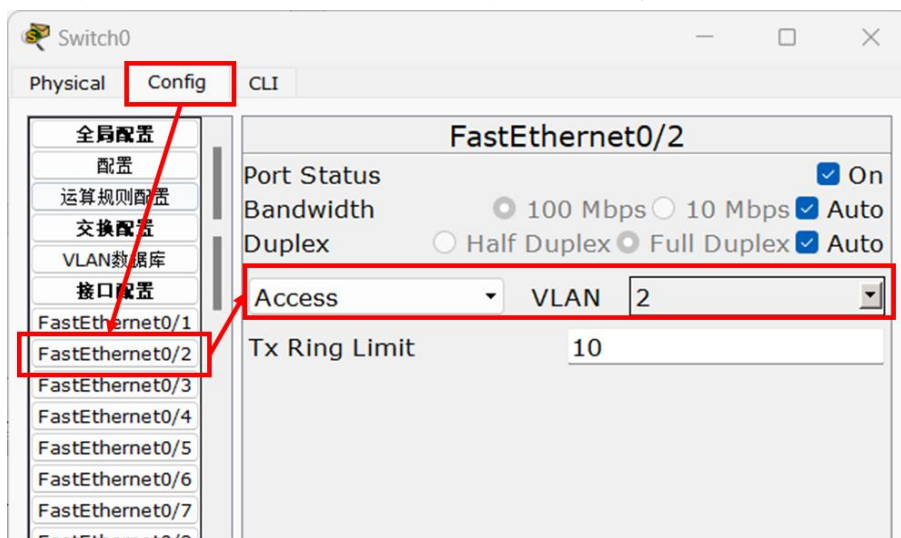 Switch0
Physical Config CLI
全局配置
配置
运算规则配置
交换配置
VLAN数据库
接口配置
FastEthernet0/1
FastEthernet0/2
FastEthernet0/3
FastEthernet0/4
FastEthernet0/5
FastEthernet0/6
FastEthernet0/7
FastEthernet0/2
Port Status On
Bandwidth 100 Mbps 10 Mbps Auto
Duplex Half Duplex Full Duplex Auto
Access VLAN 2
Tx Ring Limit 10